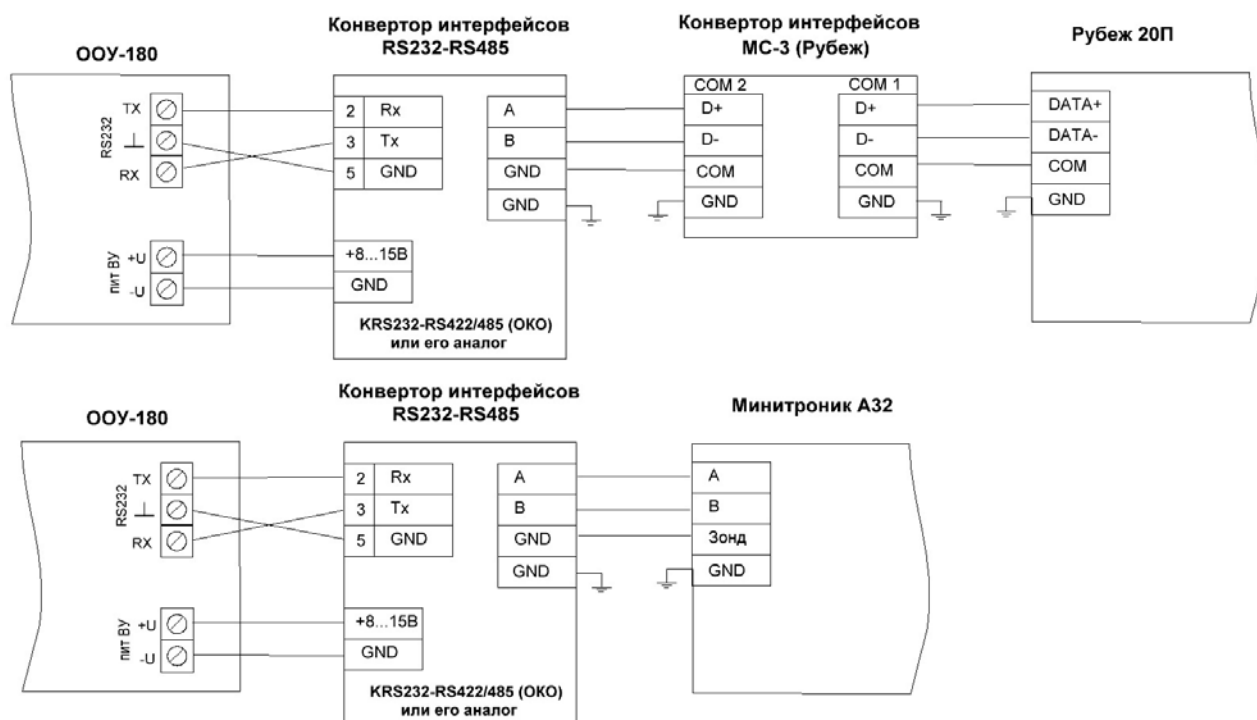 Конвертор интерфейсов
RS232-RS485
Конвертор интерфейсов
МС-3 (Рубеж)
Рубеж 20П
ООУ-180
COM 2
COM 1
TX
RS232
RX
2 Rx
3 Tx
5 GND
A
B
GND
GND
D+
D-
COM
GND
D+
D-
COM
GND
DATA+
DATA-
COM
GND
пит ВУ
+U
-U
+8...15В
GND
KRS232-RS422/485 (ОКО)
или его аналог
Конвертор интерфейсов
RS232-RS485
Минитроник А32
ООУ-180
TX
RS232
RX
2 Rx
3 Tx
5 GND
A
B
GND
GND
A
B
Зонд
GND
пит ВУ
+U
-U
+8...15В
GND
KRS232-RS422/485 (ОКО)
или его аналог